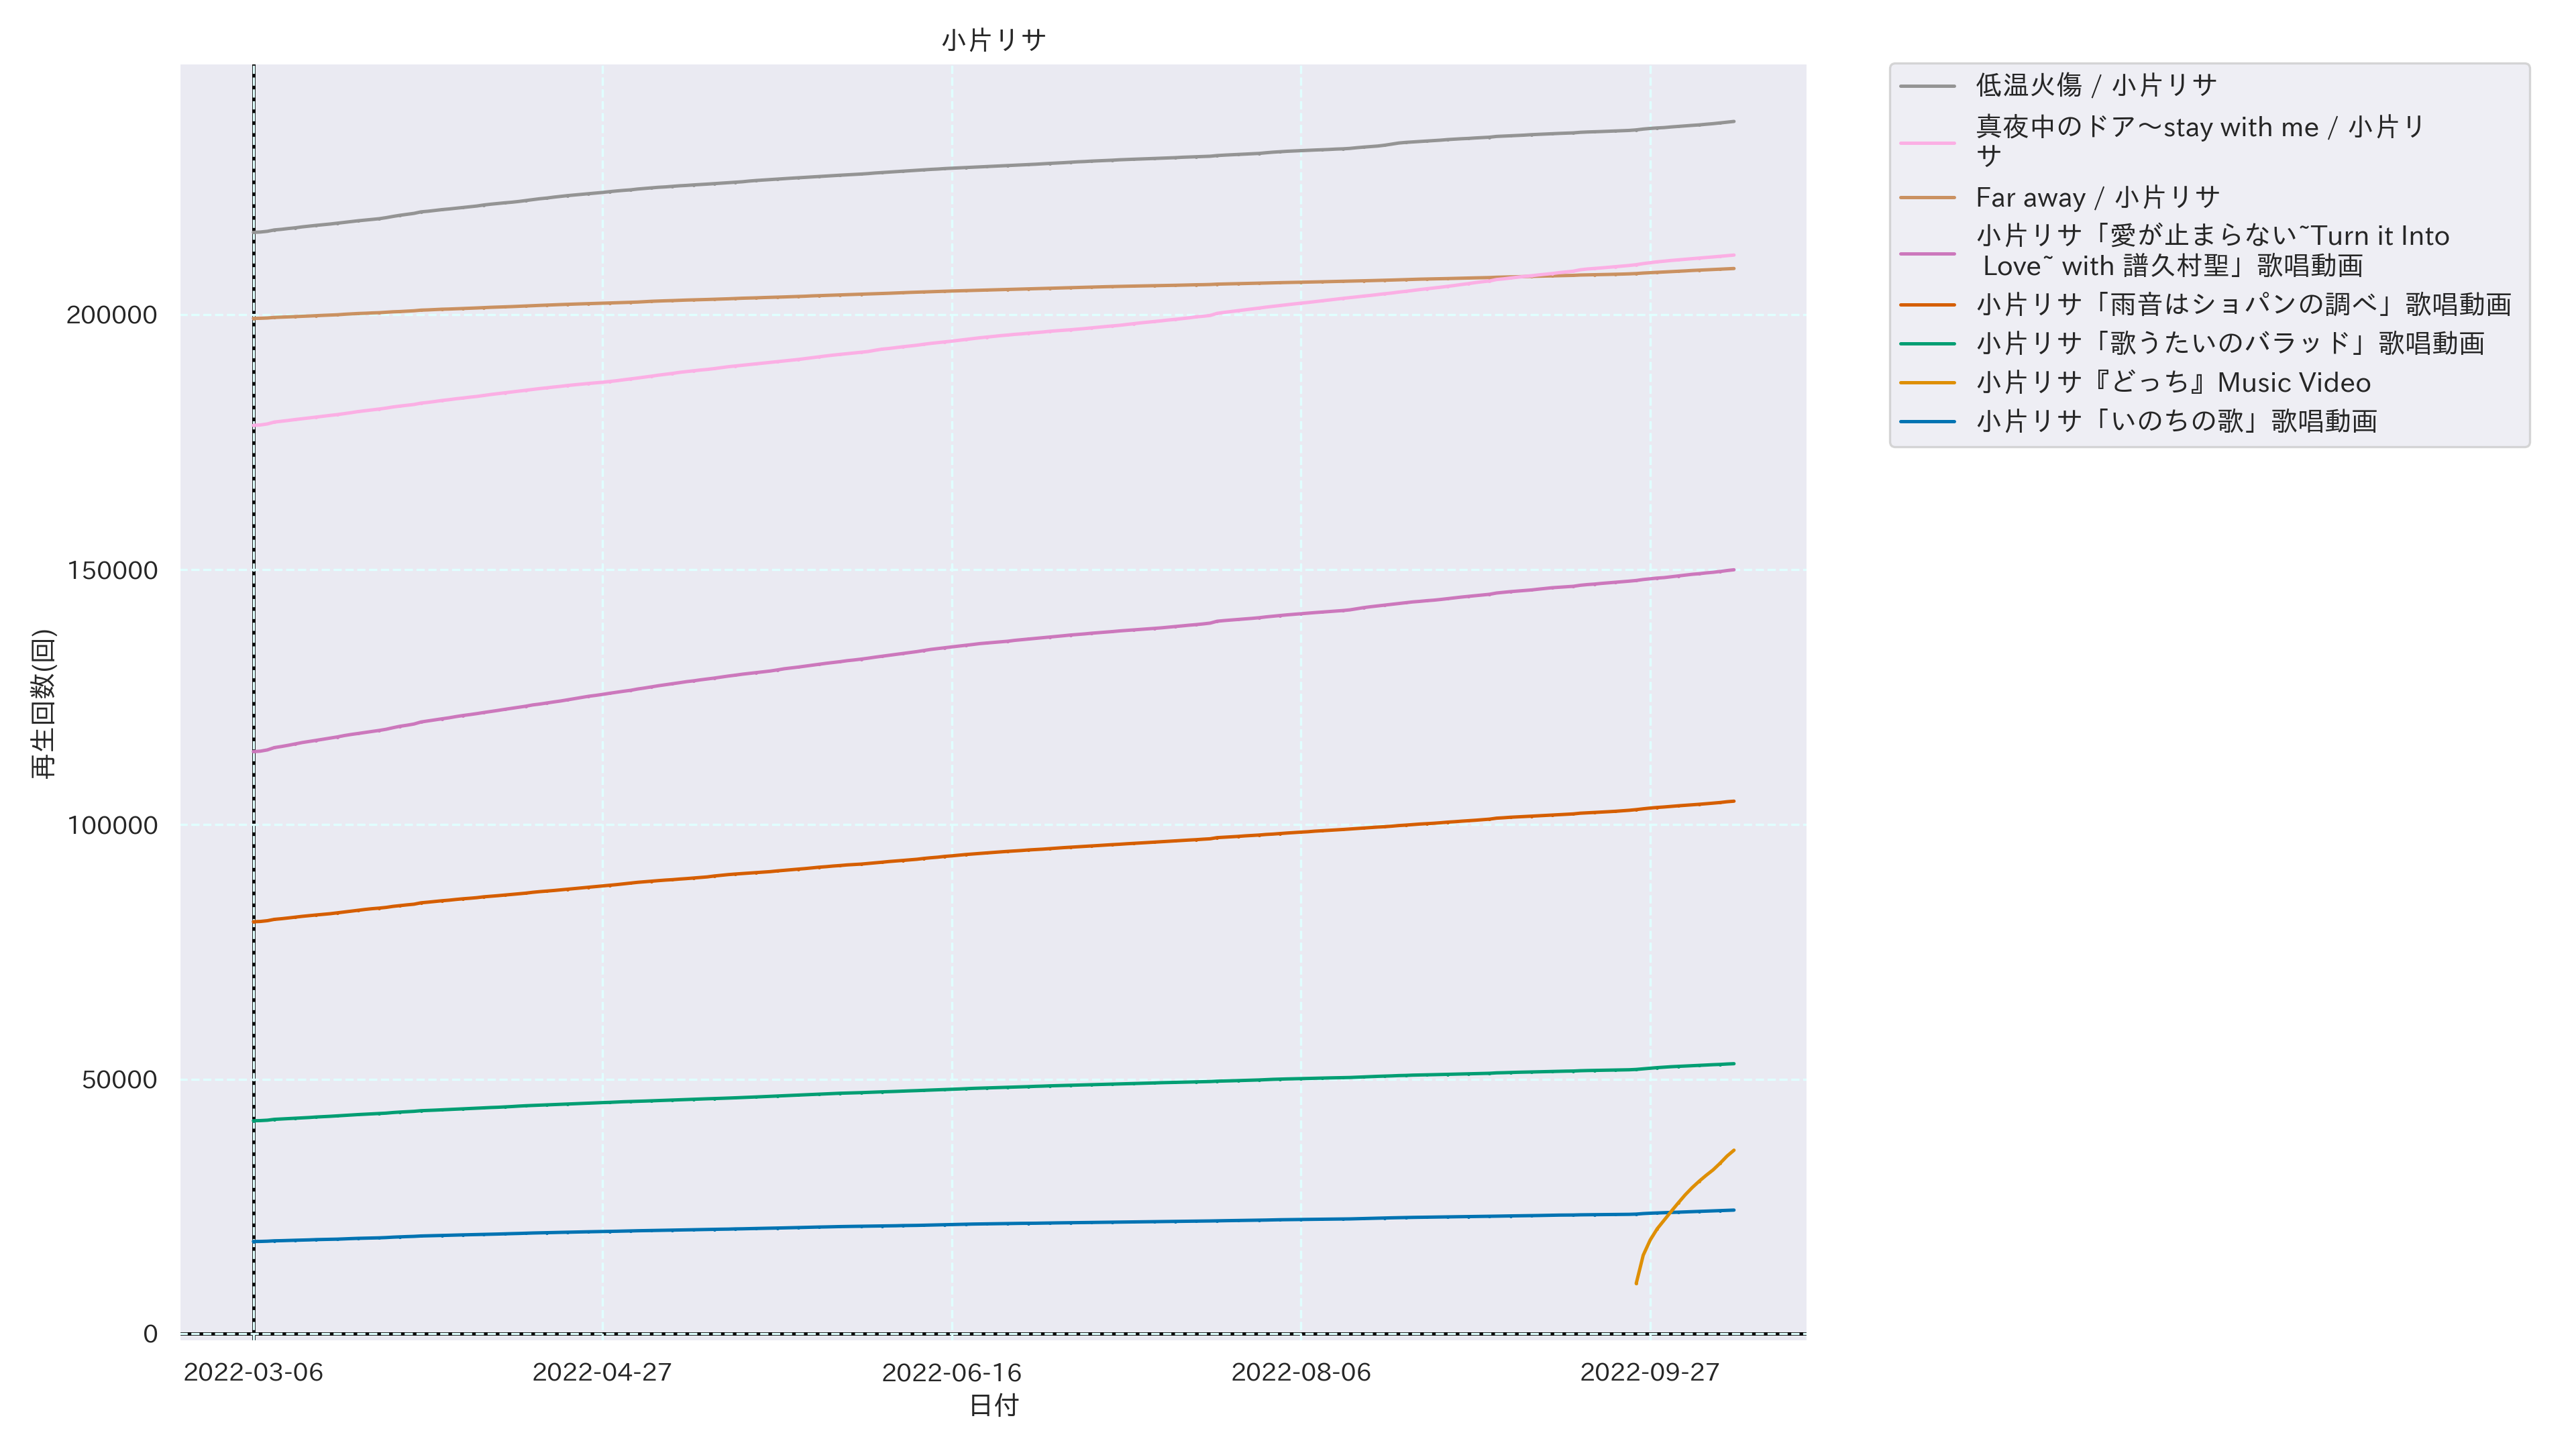 小片リサ
再生回数(回)
200000
150000
100000
50000
0
2022-03-06
2022-04-27
2022-06-16
2022-08-06
2022-09-27
日付
低温火傷 / 小片リサ
真夜中のドア〜stay with me / 小片リ
サ
Far away / 小片リサ
小片リサ「愛が止まらない~Turn it Into
Love~ with 譜久村聖」歌唱動画
小片リサ「雨音はショパンの調べ」歌唱動画
小片リサ「歌うたいのバラッド」歌唱動画
小片リサ『どっち』Music Video
小片リサ「いのちの歌」歌唱動画